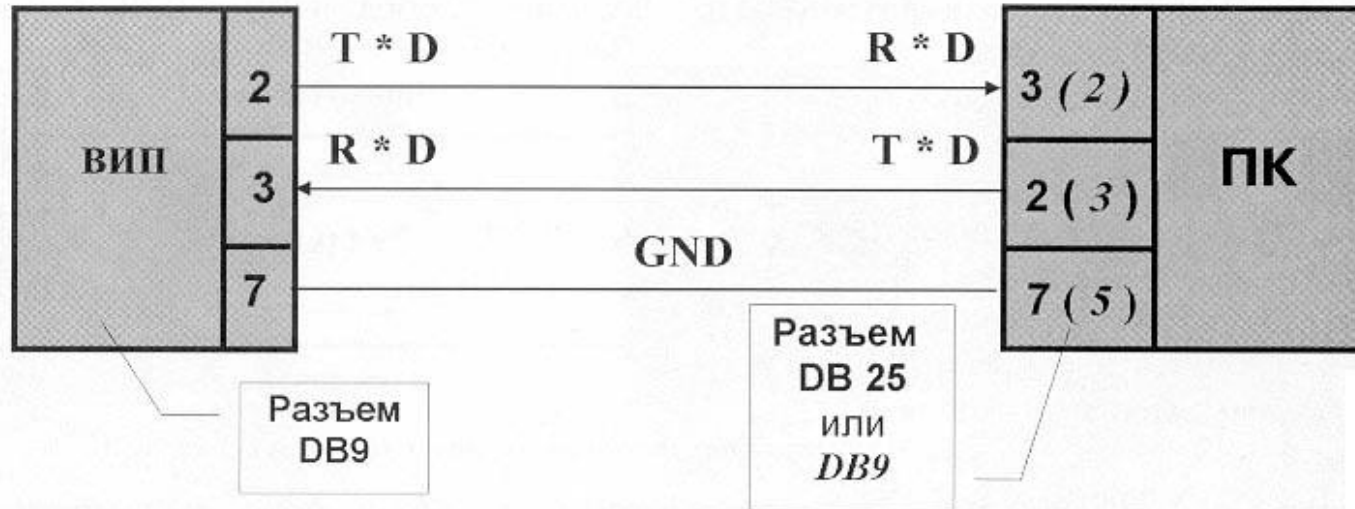 T * D
R * D
2
3 ( 2 )
ВИП
R * D
T * D
ПК
3
2 ( 3 )
GND
7
7 ( 5 )
Разъем
DB9
Разъем
DB 25
или
DB9